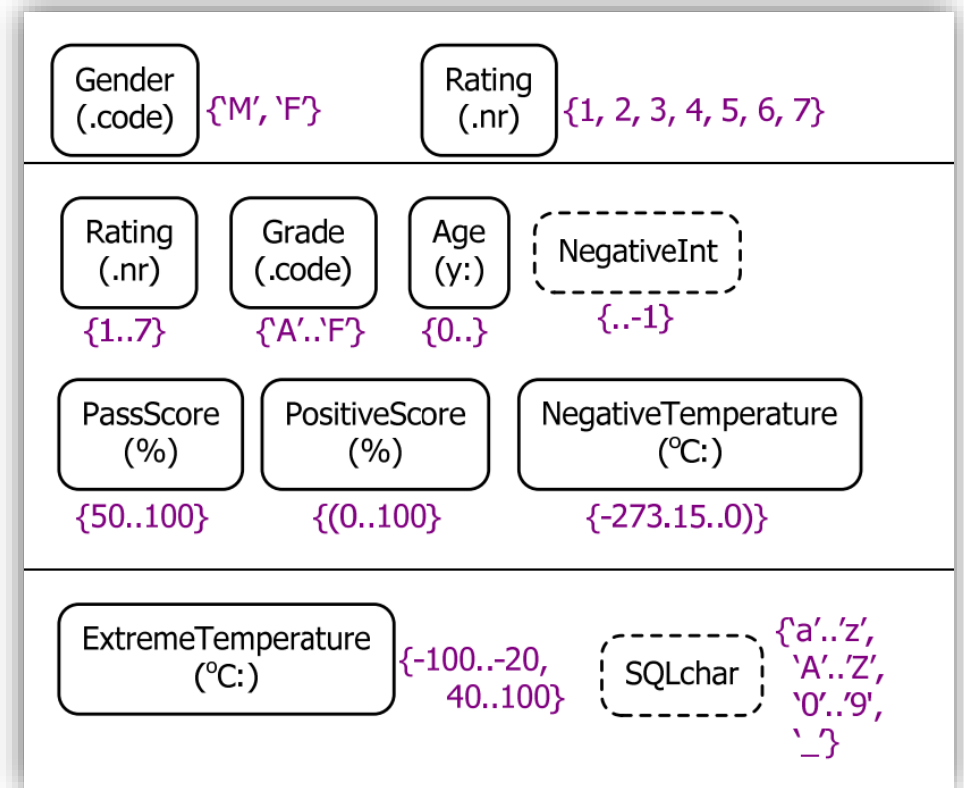 Gender
(.code)
{‘M’, ‘F’}
Rating
(.nr)
{1, 2, 3, 4, 5, 6, 7}
Rating
(.nr)
{1..7}
Grade
(.code)
{‘A’..‘F’}
Age
(y:)
{0..}
NegativeInt
{..-1}
PassScore
(%)
{50..100}
PositiveScore
(%)
{(0..100}
NegativeTemperature
(°C:)
{-273.15..0)}
ExtremeTemperature
(°C:)
{-100..-20,
40..100}
SQLchar
{‘a’..’z’,
‘A’..’Z’,
‘0’..’9',
‘_’}